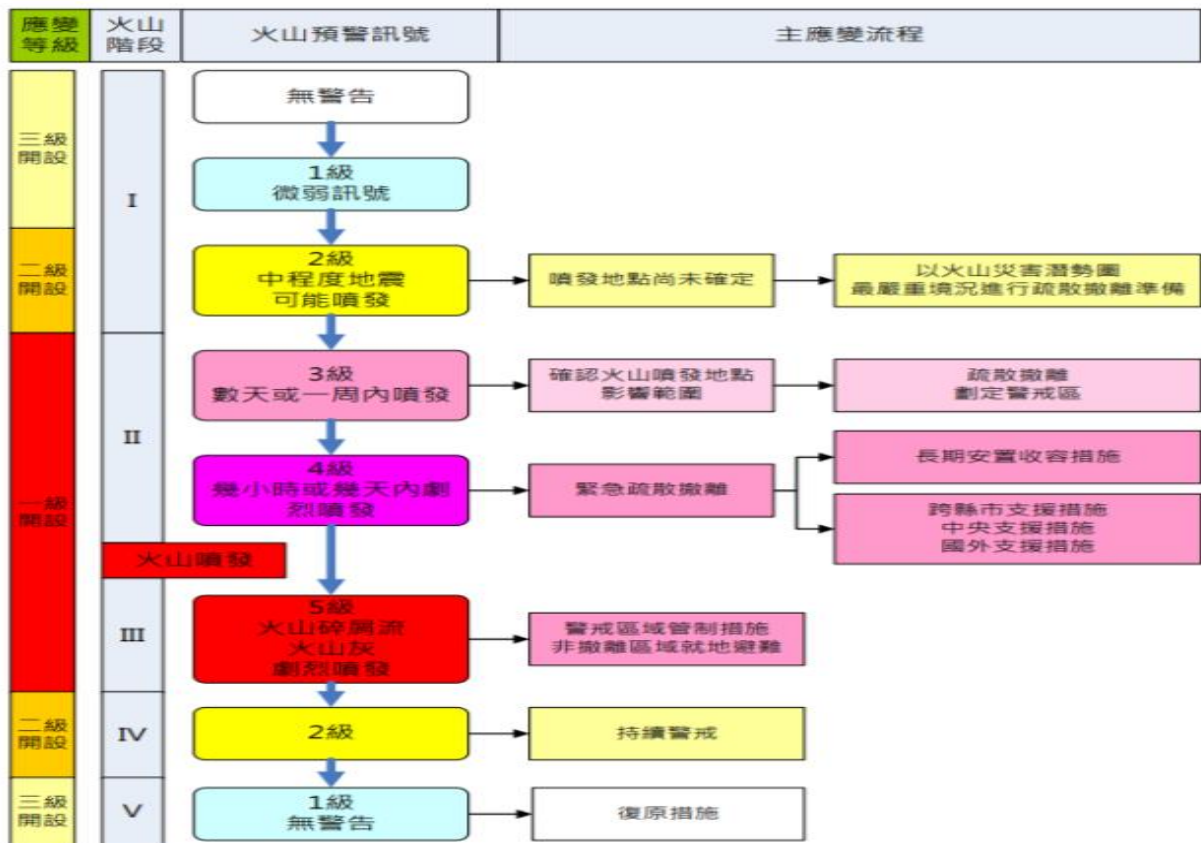 應變
等級
火山
階段
火山預警訊號
主應變流程
三級
開設
I
無警告
1級
微弱訊號
二級
開設
2級
中程度地震
可能噴發
噴發地點尚未確定
以火山災害潛勢圖
最嚴重境況進行疏散撤離準備
一級
開設
II
3級
數天或一周內噴發
確認火山噴發地點
影響範圍
疏散撤離
劃定警戒區
4級
幾小時或幾天內劇
烈噴發
緊急疏散撤離
長期安置收容措施
跨縣市支援措施
中央支援措施
國外支援措施
火山噴發
III
5級
火山碎屑流
火山灰
劇烈噴發
警戒區域管制措施
非撤離區域就地避難
二級
開設
IV
2級
持續警戒
三級
開設
V
1級
無警告
復原措施